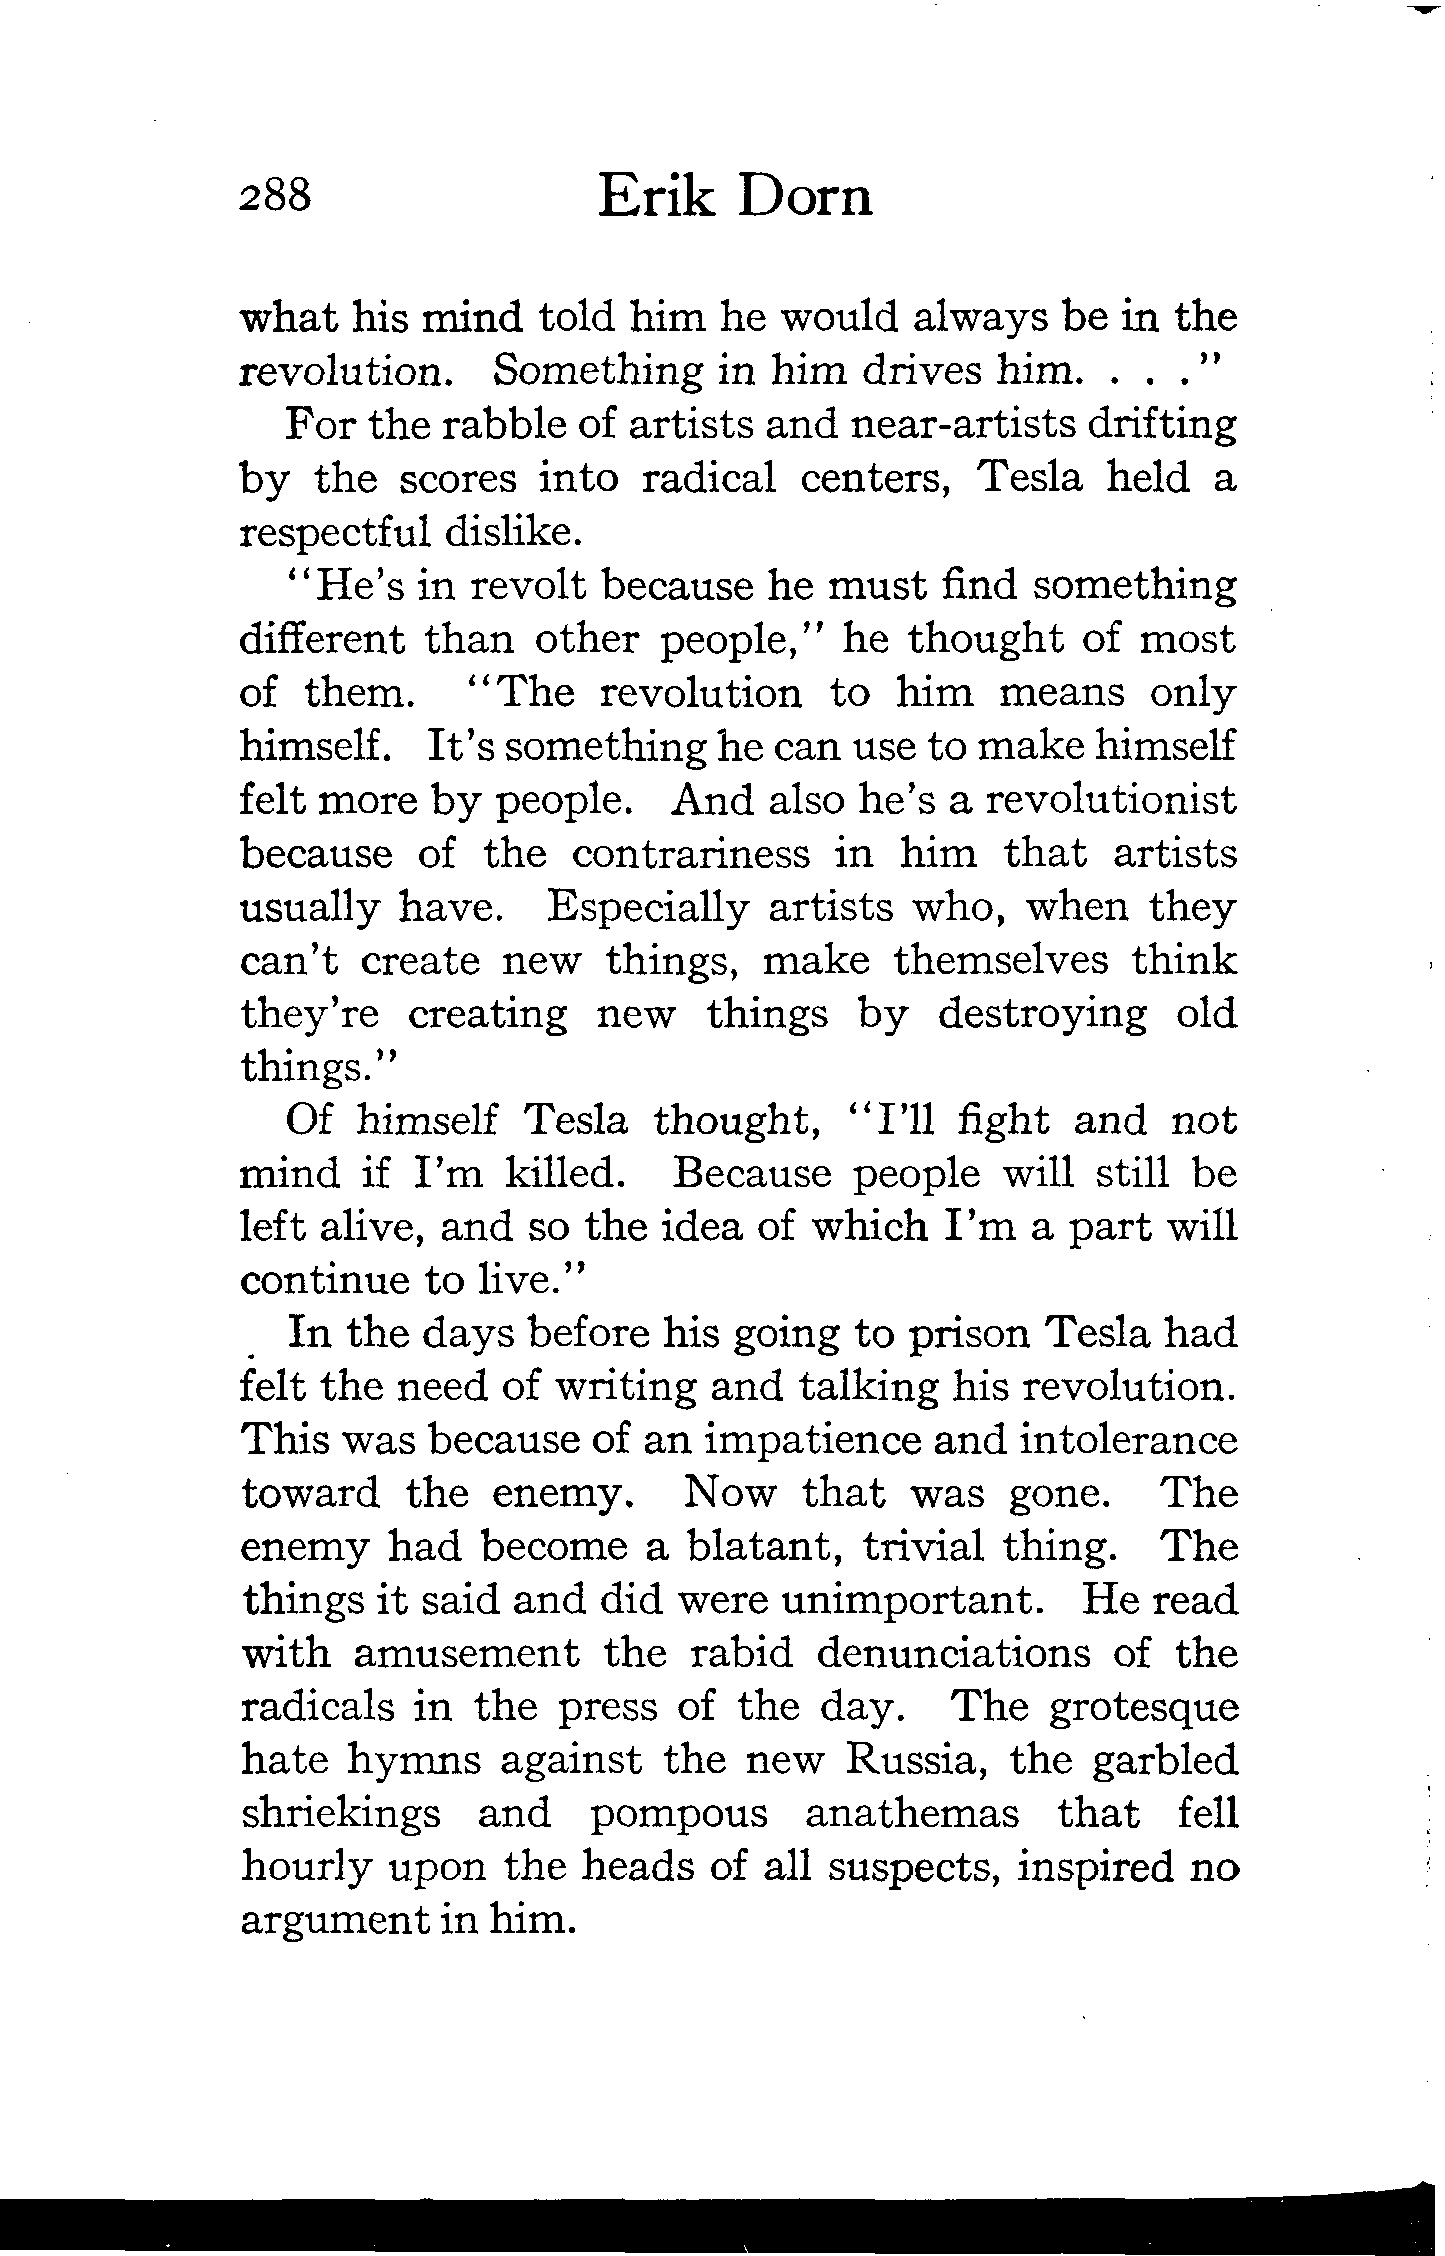 288 Erik Dorn
what his mind told him he would always be in the
revolution. Something in him drives him. . . ."
For the rabble of artists and near-artists drifting
by the scores into radical centers, Tesla held a
respectful dislike.
"He's in revolt because he must find something
different than other people," he thought of most
of them. "The revolution to him means only
himself. It's something he can use to make himself
felt more by people. And also he's a revolutionist
because of the contrariness in him that artists
usually have. Especially artists who, when they
can't create new things, make themselves think
they're creating new things by destroying old
things."
Of himself Tesla thought, "I'll fight and not
mind if I'm killed. Because people will still be
left alive, and so the idea of which I'm a part will
continue to live."
In the days before his going to prison Tesla had
felt the need of writing and talking his revolution.
This was because of an impatience and intolerance
toward the enemy. Now that was gone. The
enemy had become a blatant, trivial thing. The
things it said and did were unimportant. He read
with amusement the rabid denunciations of the
radicals in the press of the day. The grotesque
hate hymns against the new Russia, the garbled
shriekings and pompous anathemas that fell
hourly upon the heads of all suspects, inspired no
argument in him.